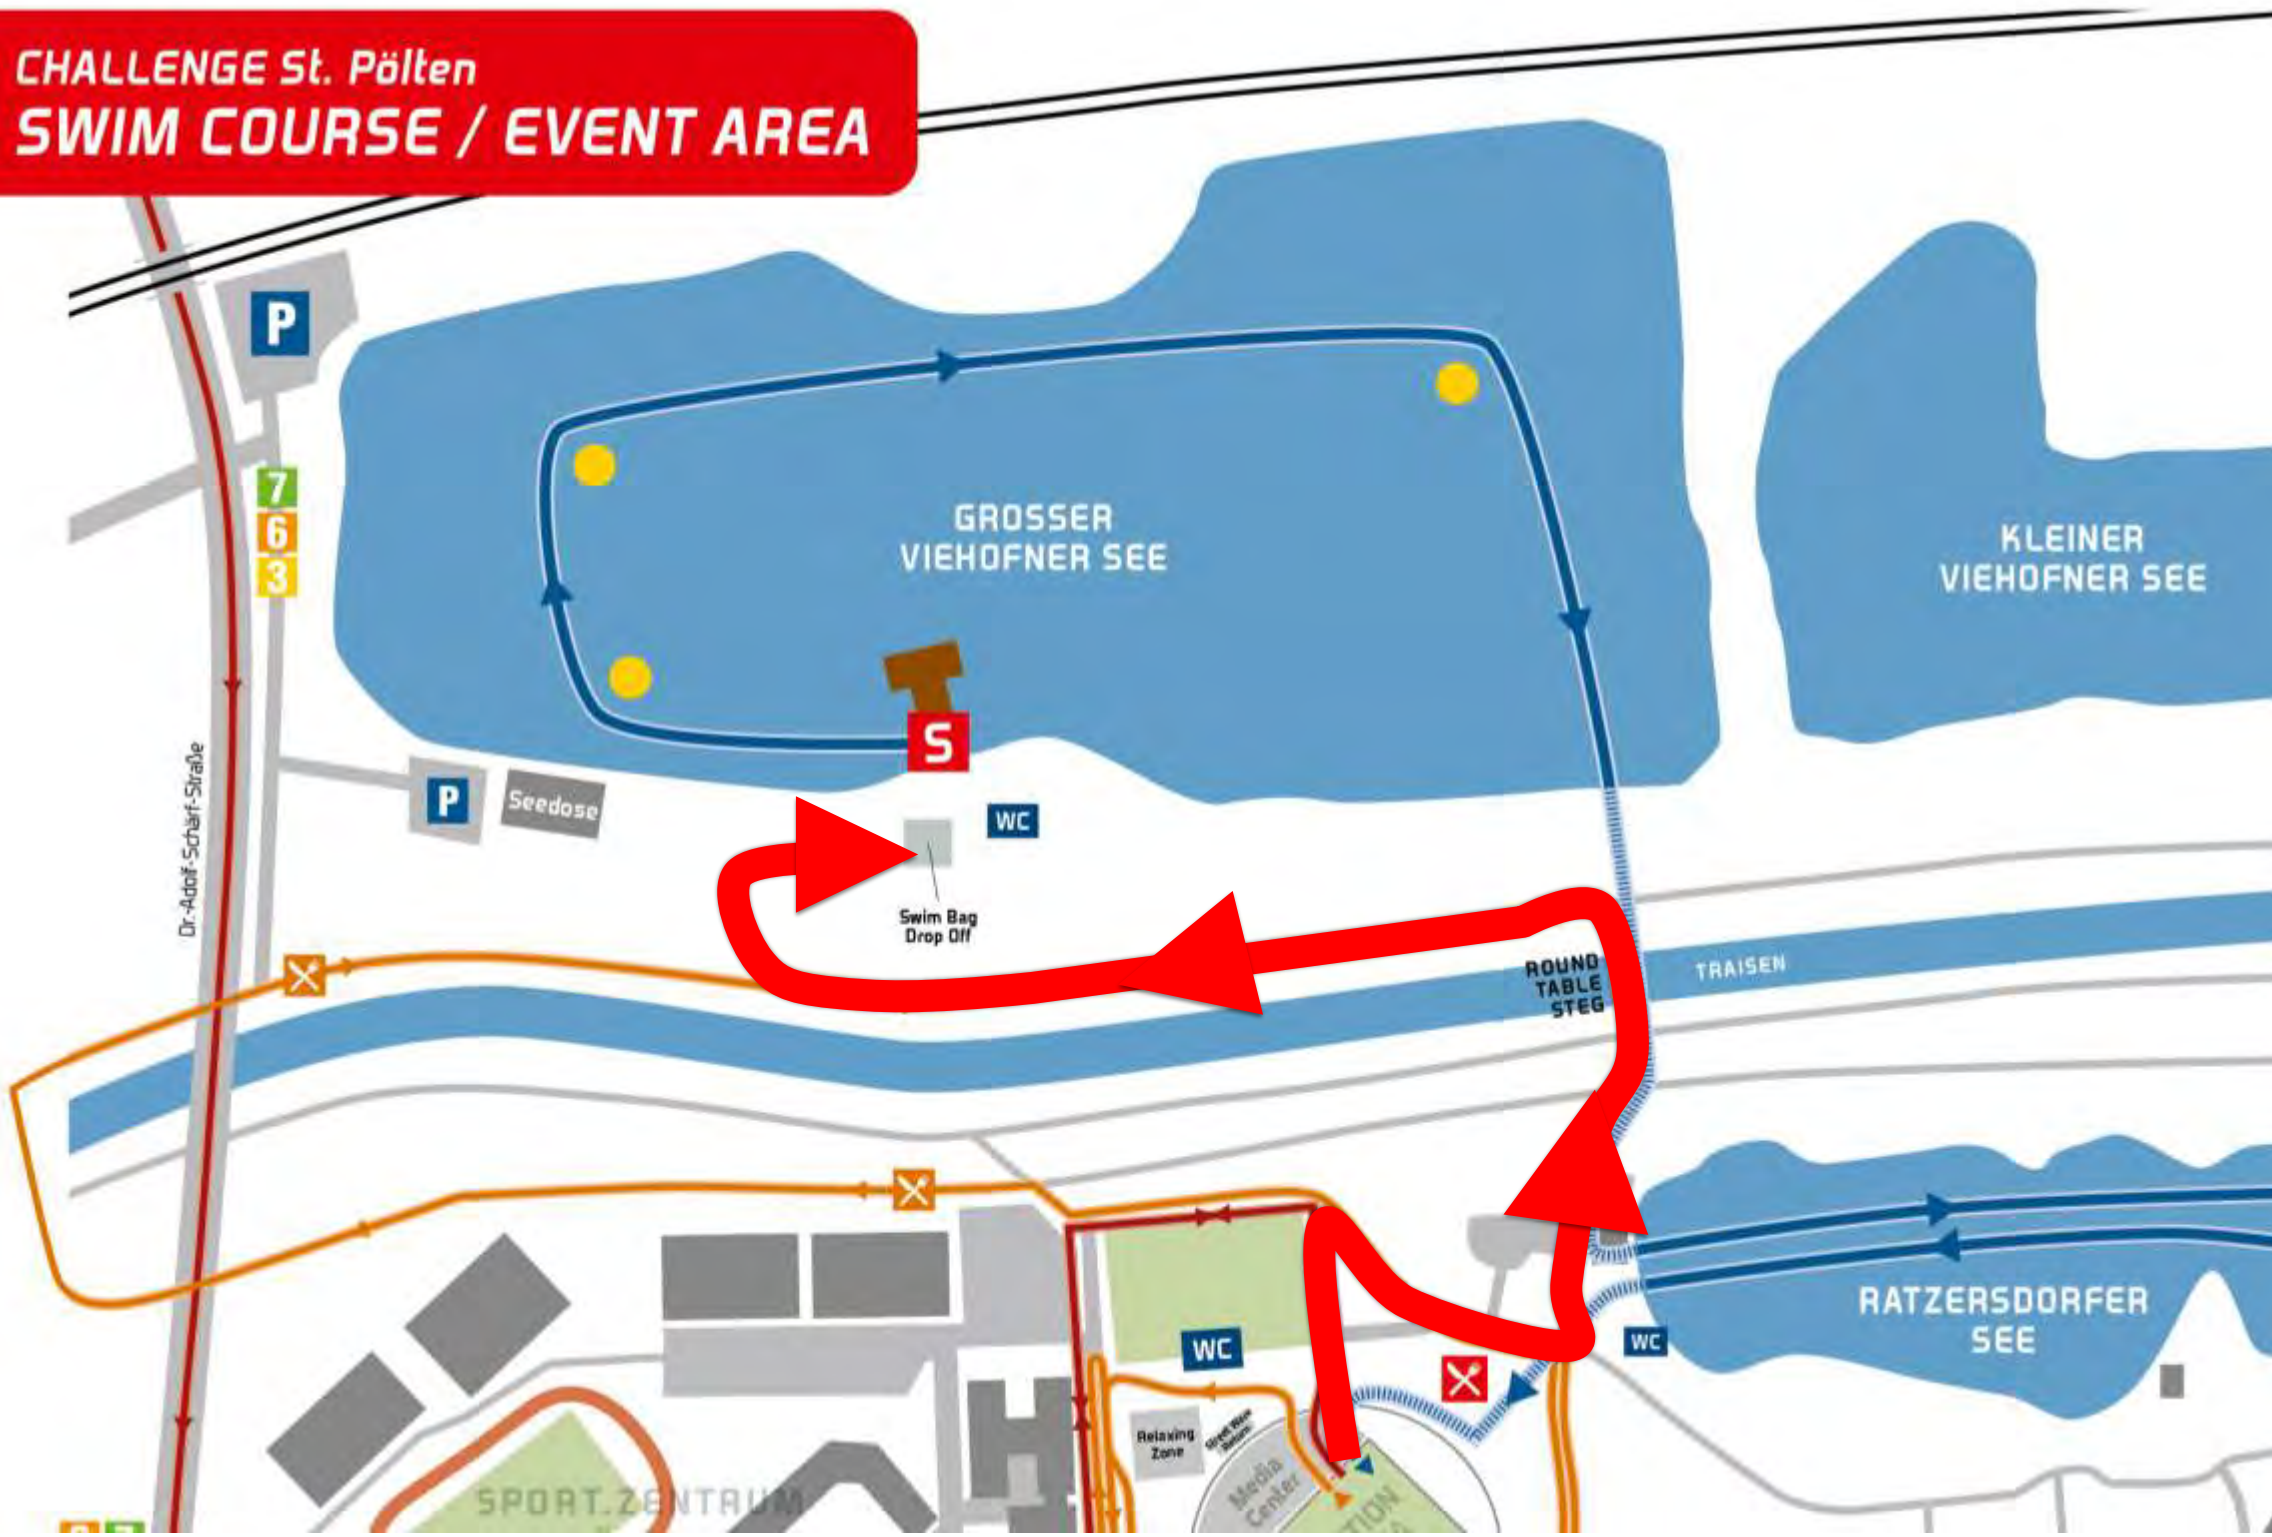 CHALLENGE St. Pölten
SWIM COURSE / EVENT AREA
P
7
6
3
GROSSER
VIEHOFNER SEE
KLEINER
VIEHOFNER SEE
S
Dr.-Adolf-Schärf-Straße
P
Seedose
WC
Swim Bag
Drop Off
ROUND
TABLE
STEG
TRAISEN
RATZERSDORFER
SEE
WC
WC
Relaxing
Zone
Media
Center
SPORT.ZENTRUM